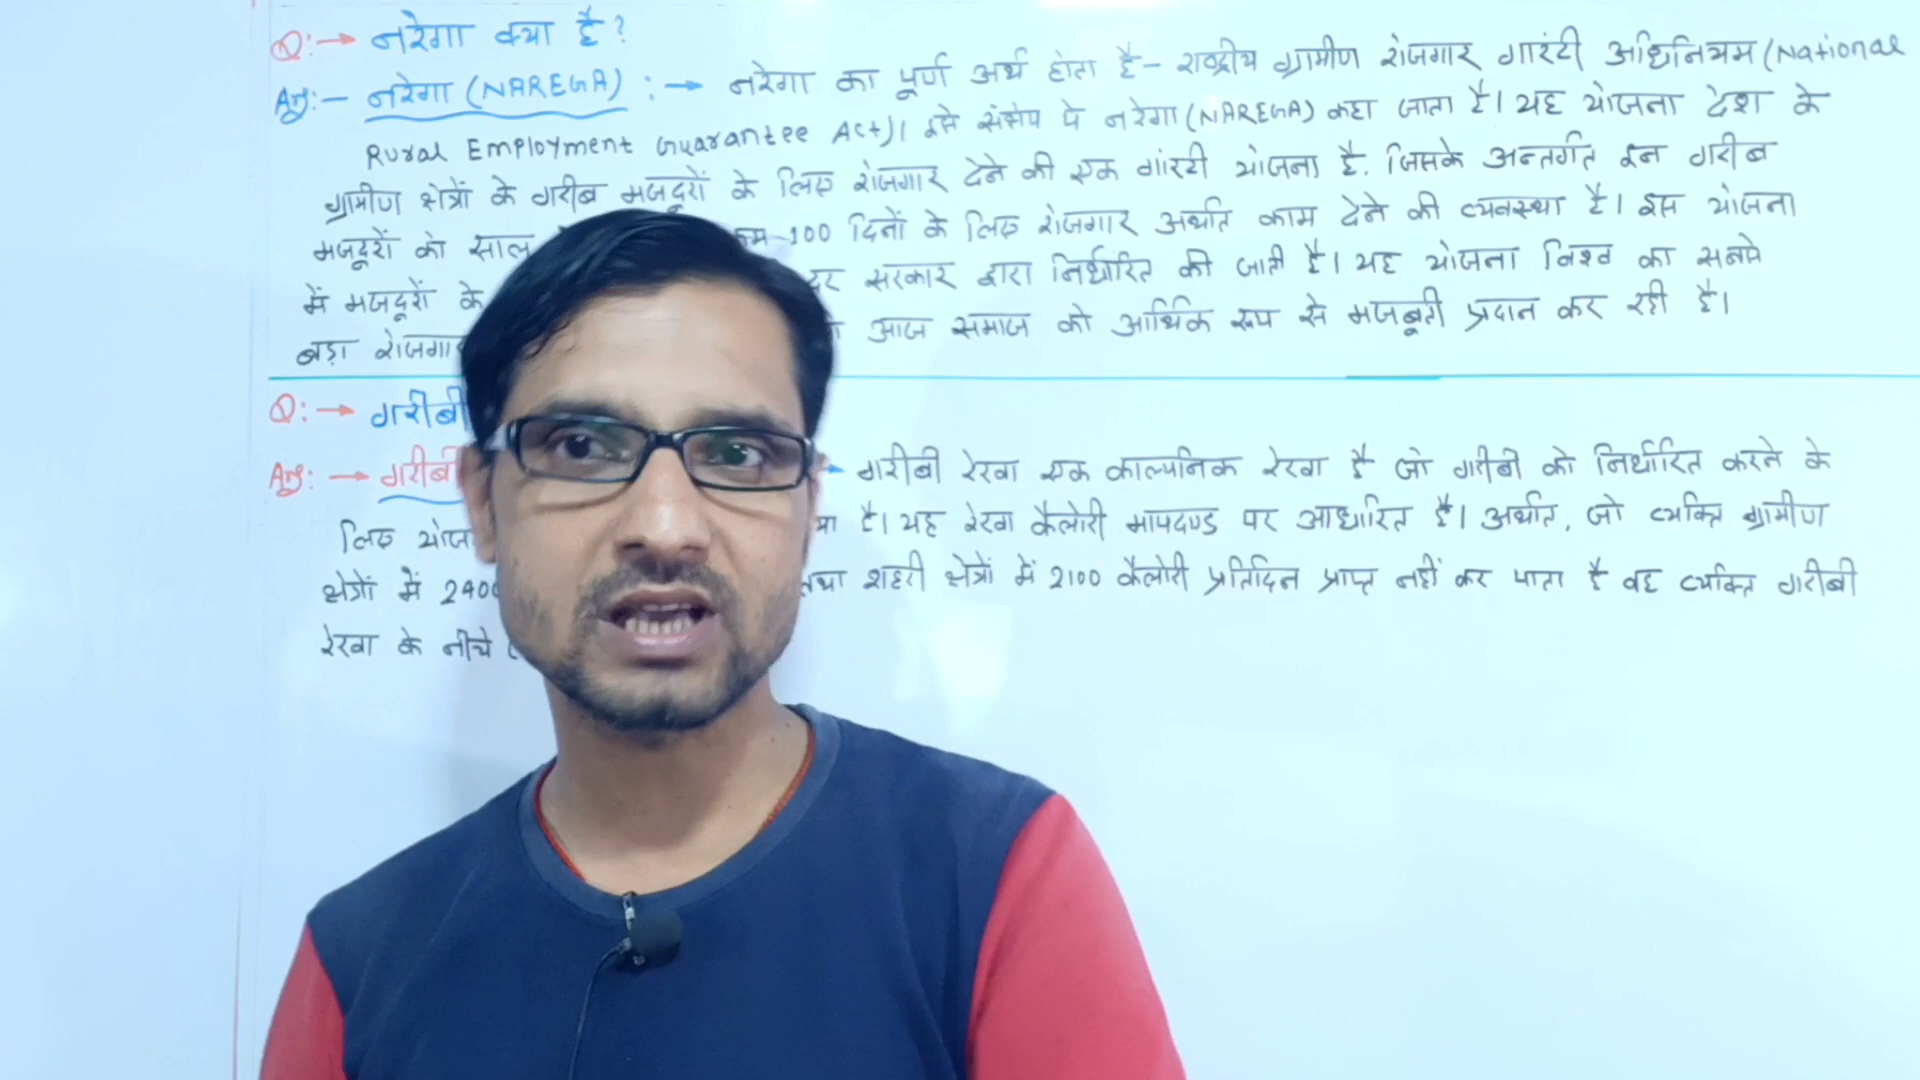 Q:→ नरेगा क्या है?
Ans:- नरेगा (NAREGA) :→ नरेगा का पूर्ण अर्थ होता है- राष्ट्रीय ग्रामीण रोजगार गारंटी अधिनियम (National
Rural Employment Guarantee Act)। इसे संक्षेप में नरेगा (NAREGA) कहा जाता है। यह योजना देश के
ग्रामीण क्षेत्रों के गरीब मजदूरों के लिए रोजगार देने की एक गांरटी योजना है, जिसके अन्तर्गत इन गरीब
मजदूरों को साल कम 100 दिनों के लिए रोजगार अर्थात काम देने की व्यवस्था है। इस योजना
में मजदूरों के दर सरकार द्वारा निर्धारित की जाती है। यह योजना विश्व का सबसे
बड़ा आज समाज को आर्थिक रूप से मजबूती प्रदान कर रही है।
Q:→ गरीबी
Ans:→ गरीबी → गरीबी रेखा एक काल्पनिक रेखा है जो गरीबी को निर्धारित करने के
लिए है। यह रेखा कैलोरी मापदण्ड पर आधारित है। अर्थात, जो व्यक्ति ग्रामीण
क्षेत्रों में 2400 तथा शहरी क्षेत्रों में 2100 कैलोरी प्रतिदिन प्राप्त नहीं कर पाता है वह व्यक्ति गरीबी
रेखा के नीचे